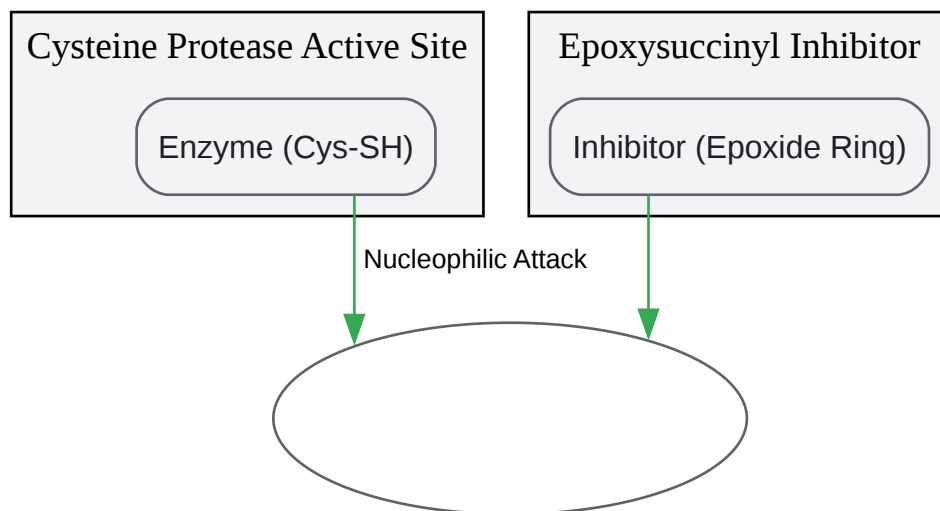 Cysteine Protease Active Site
Enzyme (Cys-SH)
Epoxysuccinyl Inhibitor
Inhibitor (Epoxide Ring)
Nucleophilic Attack